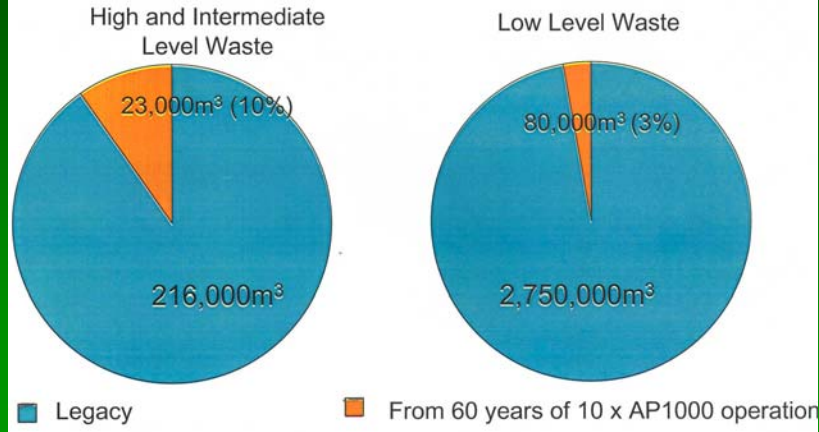 High and Intermediate
Level Waste
23,000m³ (10%)
216,000m³
Low Level Waste
80,000m³ (3%)
2,750,000m³
Legacy
From 60 years of 10 x AP1000 operation